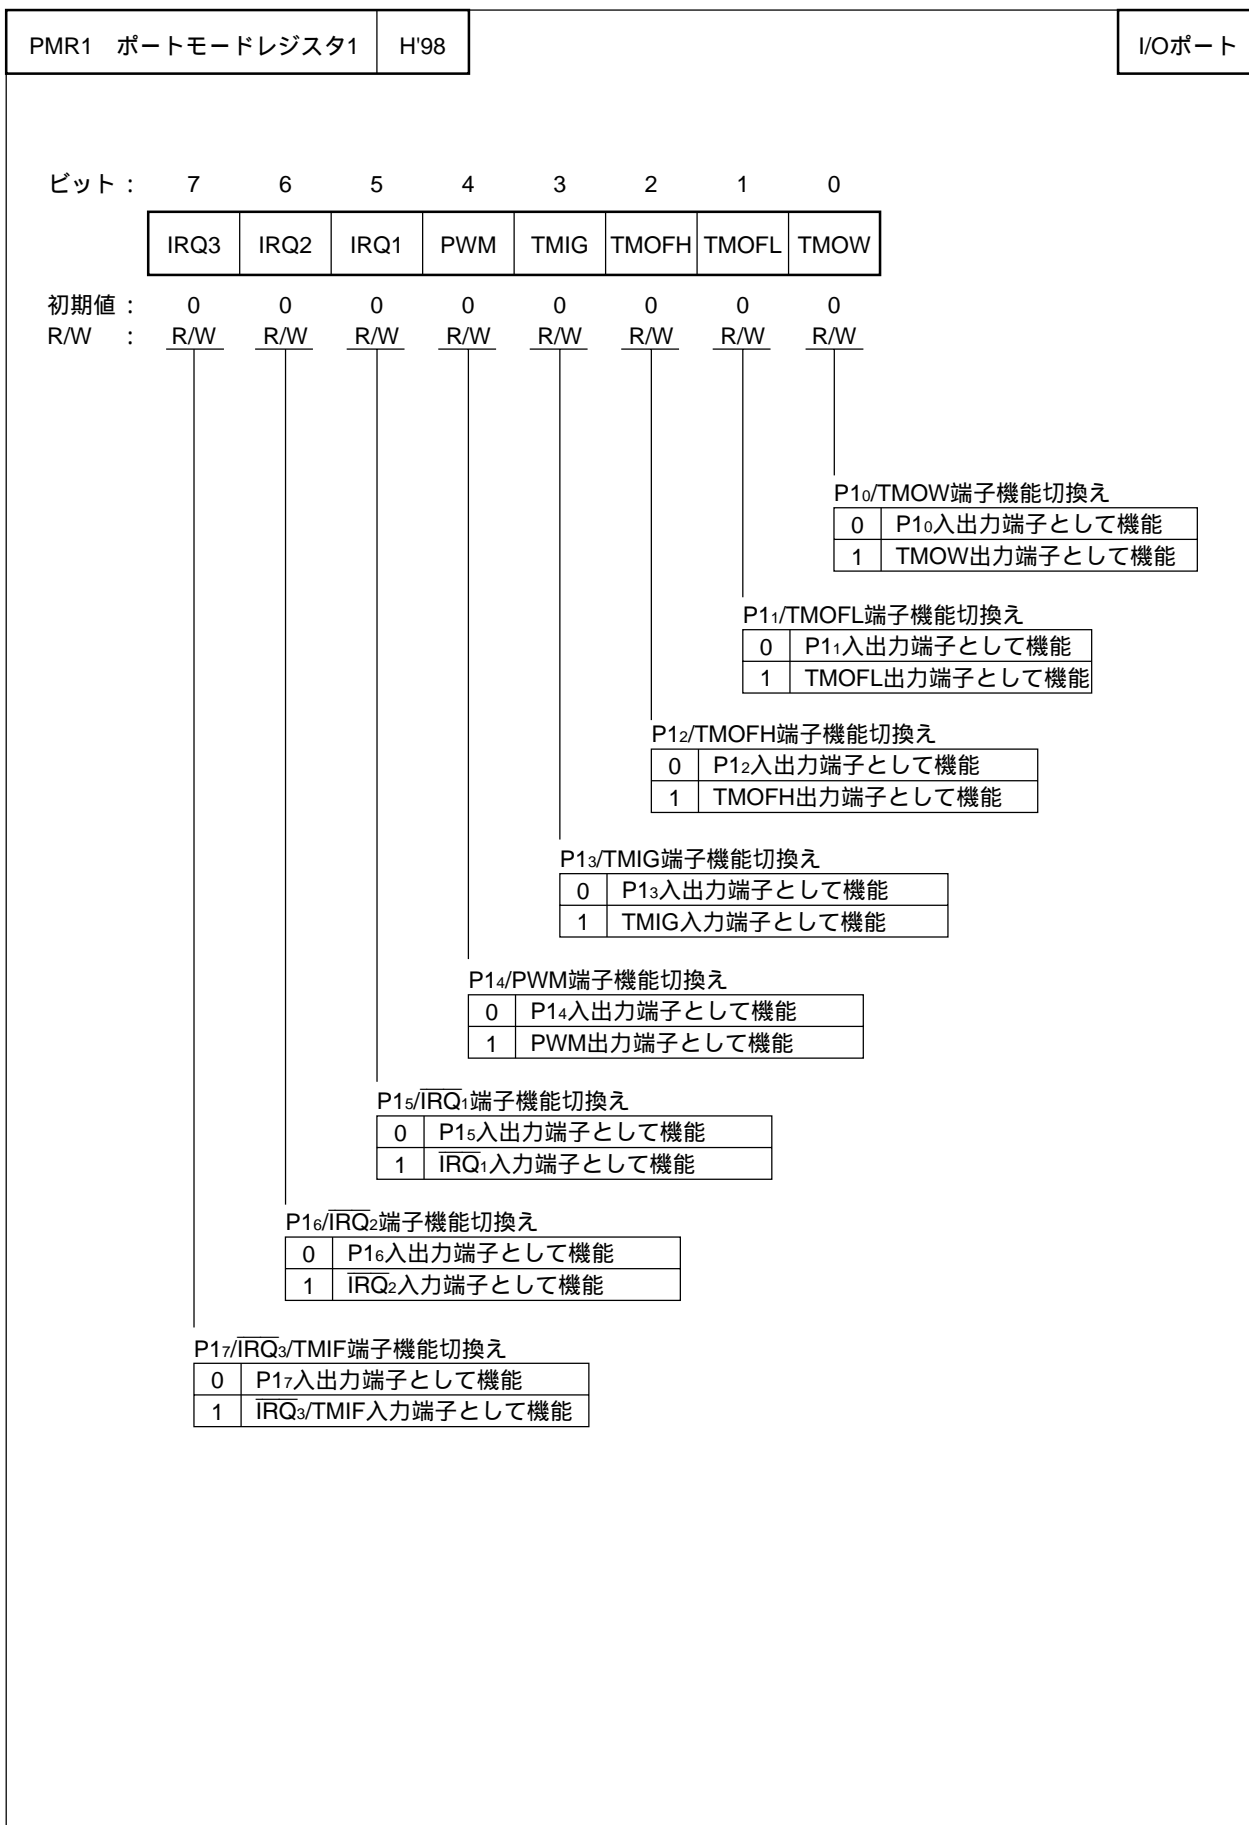 PMR1　ポートモードレジスタ1　H'98　I/Oポート
ビット： 7 6 5 4 3 2 1 0
IRQ3 IRQ2 IRQ1 PWM TMIG TMOFH TMOFL TMOW
初期値： 0 0 0 0 0 0 0 0
R/W ： R/W R/W R/W R/W R/W R/W R/W R/W
P1₀/TMOW端子機能切換え
0 P1₀入出力端子として機能
1 TMOW出力端子として機能
P1₁/TMOFL端子機能切換え
0 P1₁入出力端子として機能
1 TMOFL出力端子として機能
P1₂/TMOFH端子機能切換え
0 P1₂入出力端子として機能
1 TMOFH出力端子として機能
P1₃/TMIG端子機能切換え
0 P1₃入出力端子として機能
1 TMIG入力端子として機能
P1₄/PWM端子機能切換え
0 P1₄入出力端子として機能
1 PWM出力端子として機能
P1₅/I̅R̅Q̅₁端子機能切換え
0 P1₅入出力端子として機能
1 I̅R̅Q̅₁入力端子として機能
P1₆/I̅R̅Q̅₂端子機能切換え
0 P1₆入出力端子として機能
1 I̅R̅Q̅₂入力端子として機能
P1₇/I̅R̅Q̅₃/TMIF端子機能切換え
0 P1₇入出力端子として機能
1 I̅R̅Q̅₃/TMIF入力端子として機能